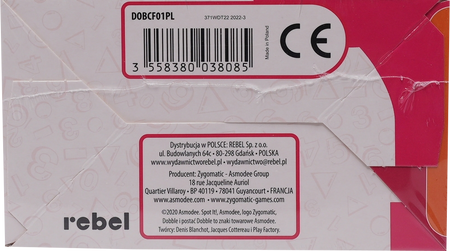 DOBCF01PL
371WDT22 2022-3
3 558380 038085
CE
Made in Poland
Dystrybucja w POLSCE: REBEL Sp. z o.o.
ul. Budowlanych 64c • 80-298 Gdańsk • POLSKA
www.wydawnictworebel.pl • wydawnictwo@rebel.pl
Producent: Zygomatic - Asmodee Group
18 rue Jacqueline Auriol
Quartier Villaroy • BP 40119 • 78041 Guyancourt • FRANCJA
www.asmodee.com • www.zygomatic-games.com
©2020 Asmodee. Spot It!, Asmodee, logo Zygomatic,
Dobble i postać Dobble to znaki towarowe Asmodee.
Twórcy: Denis Blanchot, Jacques Cottereau i Play Factory.
rebel